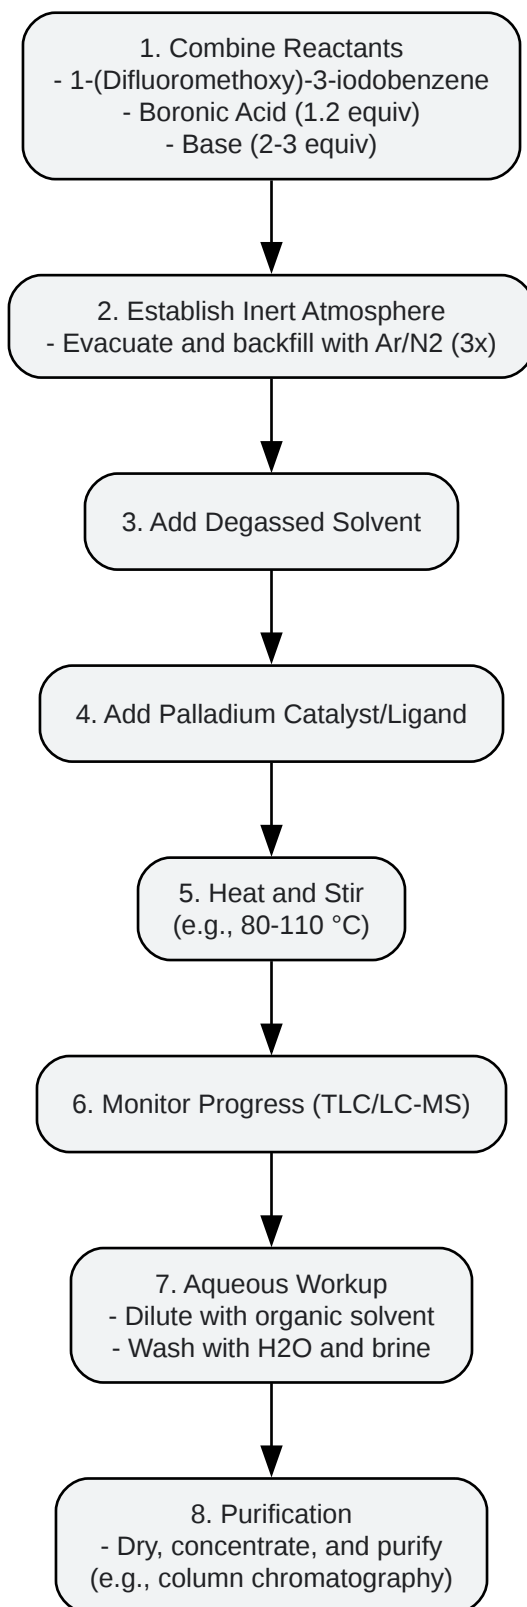 1. Combine Reactants
- 1-(Difluoromethoxy)-3-iodobenzene
- Boronic Acid (1.2 equiv)
- Base (2-3 equiv)
2. Establish Inert Atmosphere
- Evacuate and backfill with Ar/N2 (3x)
3. Add Degassed Solvent
4. Add Palladium Catalyst/Ligand
5. Heat and Stir
(e.g., 80-110 °C)
6. Monitor Progress (TLC/LC-MS)
7. Aqueous Workup
- Dilute with organic solvent
- Wash with H2O and brine
8. Purification
- Dry, concentrate, and purify
(e.g., column chromatography)